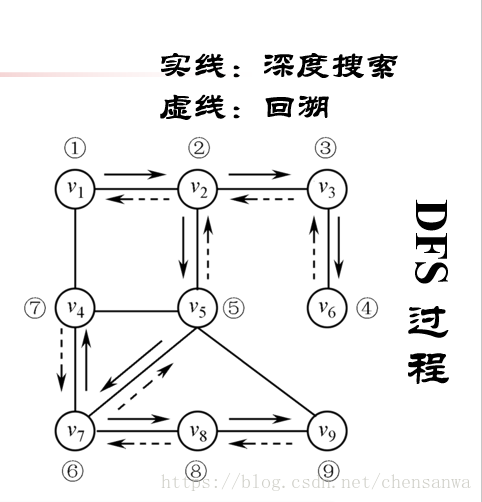 实线：深度搜索
虚线：回溯
① ② ③
v1 v2 v3
DFS 过程
⑦ v4 v5 ⑤ v6 ④
v7 v8 v9
⑥ ⑧ ⑨
https://blog.csdn.net/chensanwa